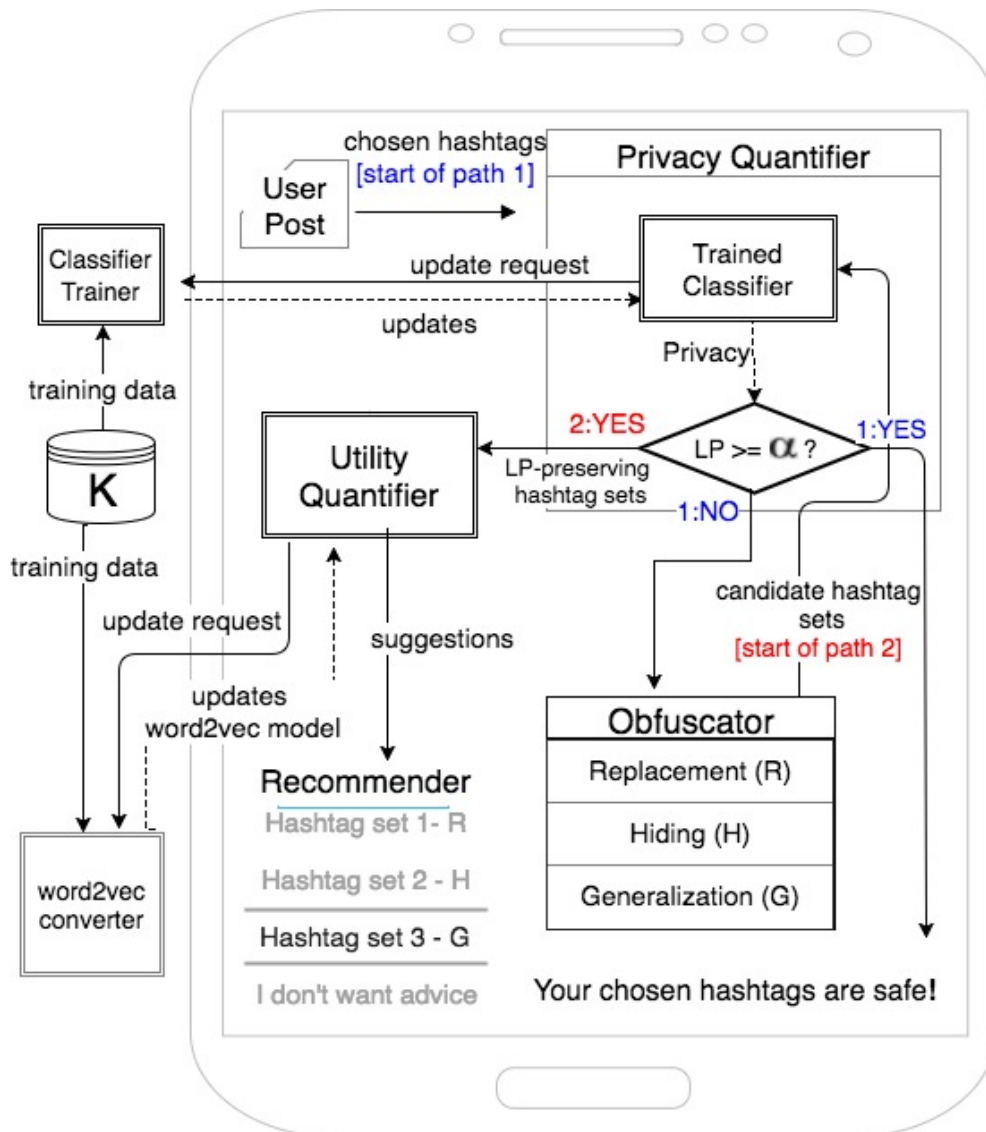 chosen hashtags
[start of path 1]
User
Post
Privacy Quantifier
Classifier
Trainer
update request
updates
Trained
Classifier
Privacy
training data
K
training data
2:YES
LP >= α ?
1:YES
LP-preserving
hashtag sets
1:NO
Utility
Quantifier
update request
suggestions
updates
word2vec model
candidate hashtag
sets
[start of path 2]
Obfuscator
Replacement (R)
Hiding (H)
Generalization (G)
Recommender
Hashtag set 1- R
Hashtag set 2 - H
Hashtag set 3 - G
I don't want advice
word2vec
converter
Your chosen hashtags are safe!